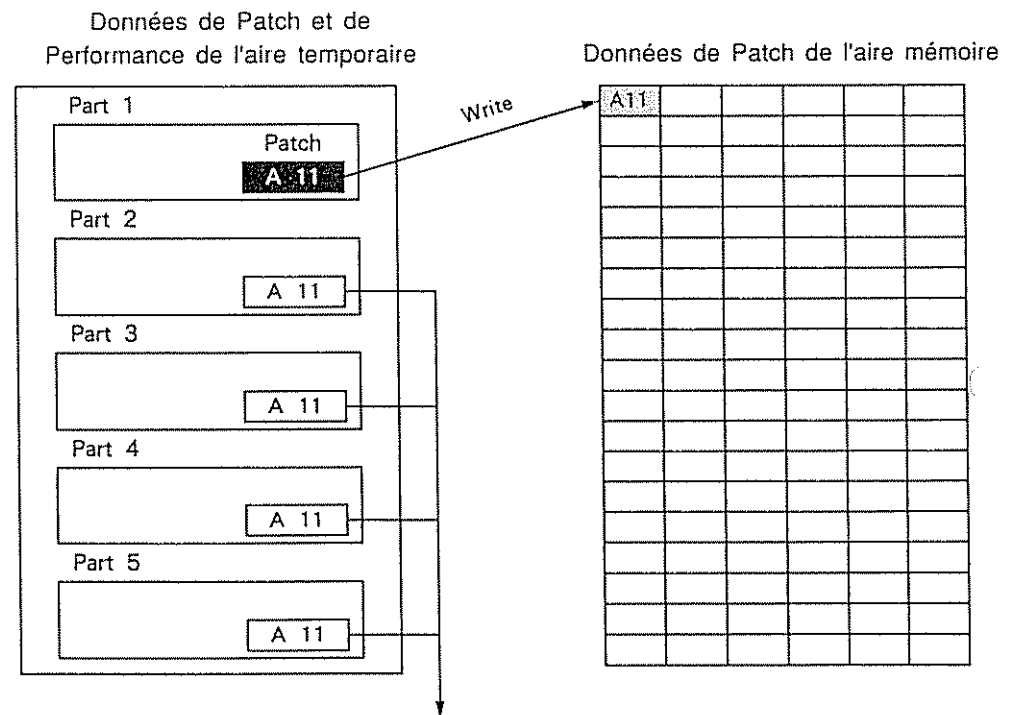 Données de Patch et de
Performance de l'aire temporaire
Données de Patch de l'aire mémoire
Part 1
Patch
A 11
Write
A11
Part 2
A 11
Part 3
A 11
Part 4
A 11
Part 5
A 11